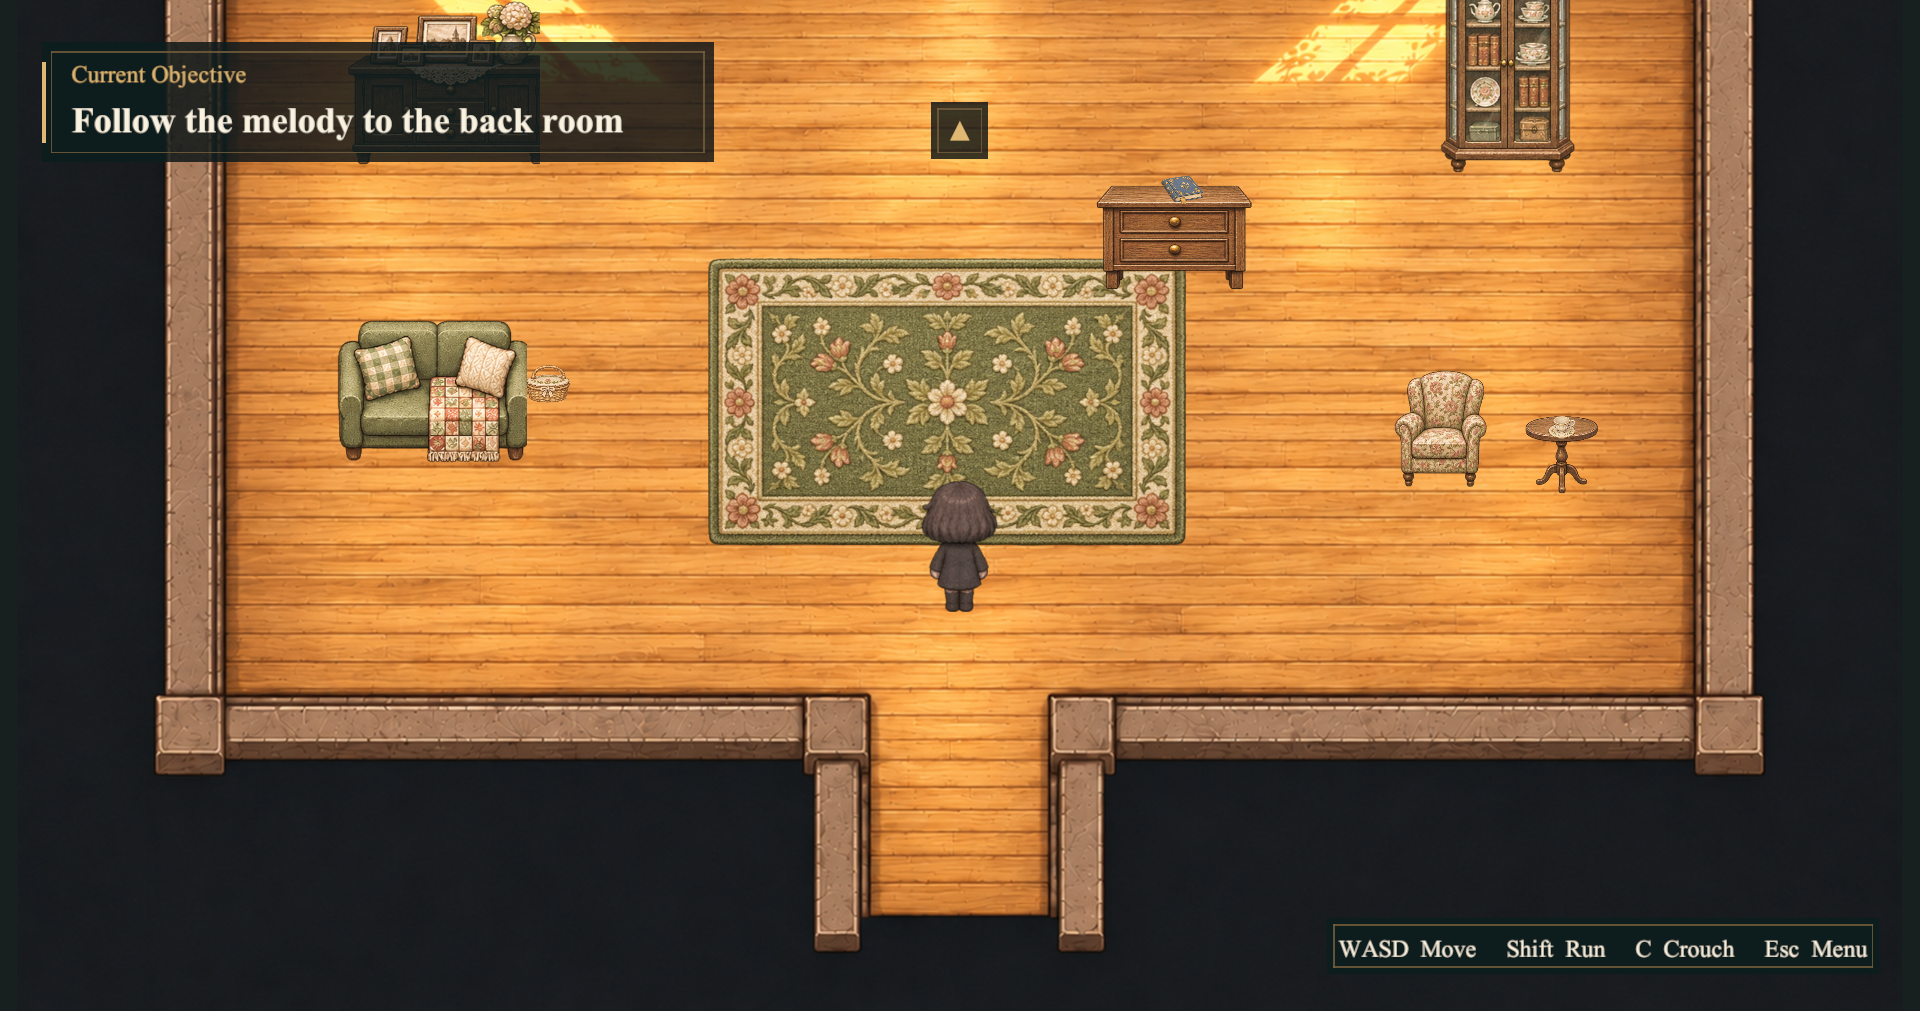 Current Objective
Follow the melody to the back room
WASD Move Shift Run C Crouch Esc Menu